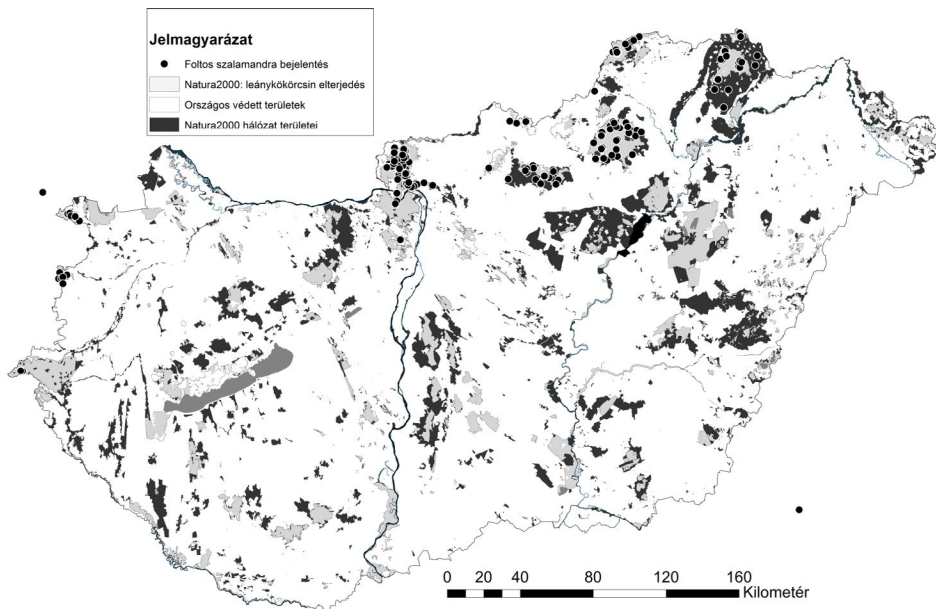 Jelmagyarázat
Foltos szalamandra bejelentés
Natura2000: leánykökörcsin elterjedés
Országos védett területek
Natura2000 hálózat területei
0 20 40 80 120 160
Kilométer